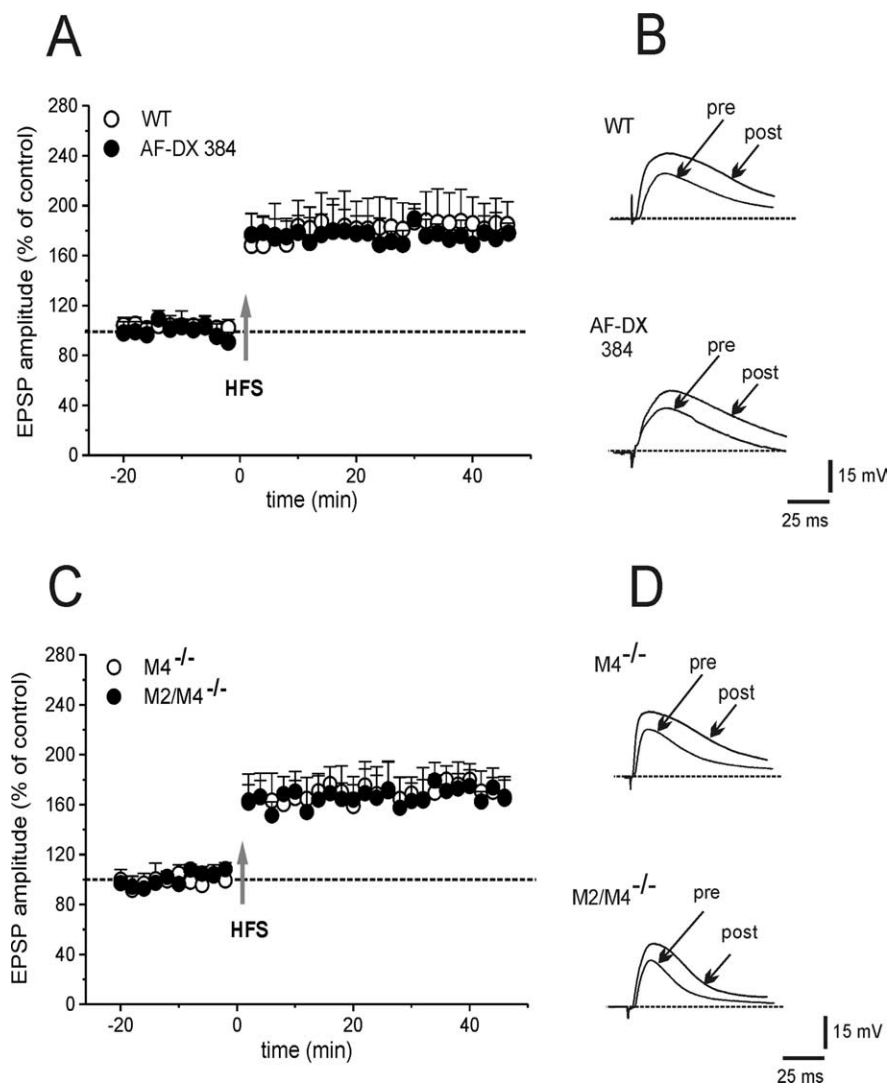 A
B
EPSP amplitude (% of control)
280
240
200
160
120
80
40
0
WT
AF-DX 384
HFS
-20
0
20
40
time (min)
WT
pre
post
AF-DX
384
pre
post
15 mV
25 ms
C
D
EPSP amplitude (% of control)
280
240
200
160
120
80
40
0
M4-/-
M2/M4-/-
HFS
-20
0
20
40
time (min)
M4-/-
pre
post
M2/M4-/-
pre
post
15 mV
25 ms